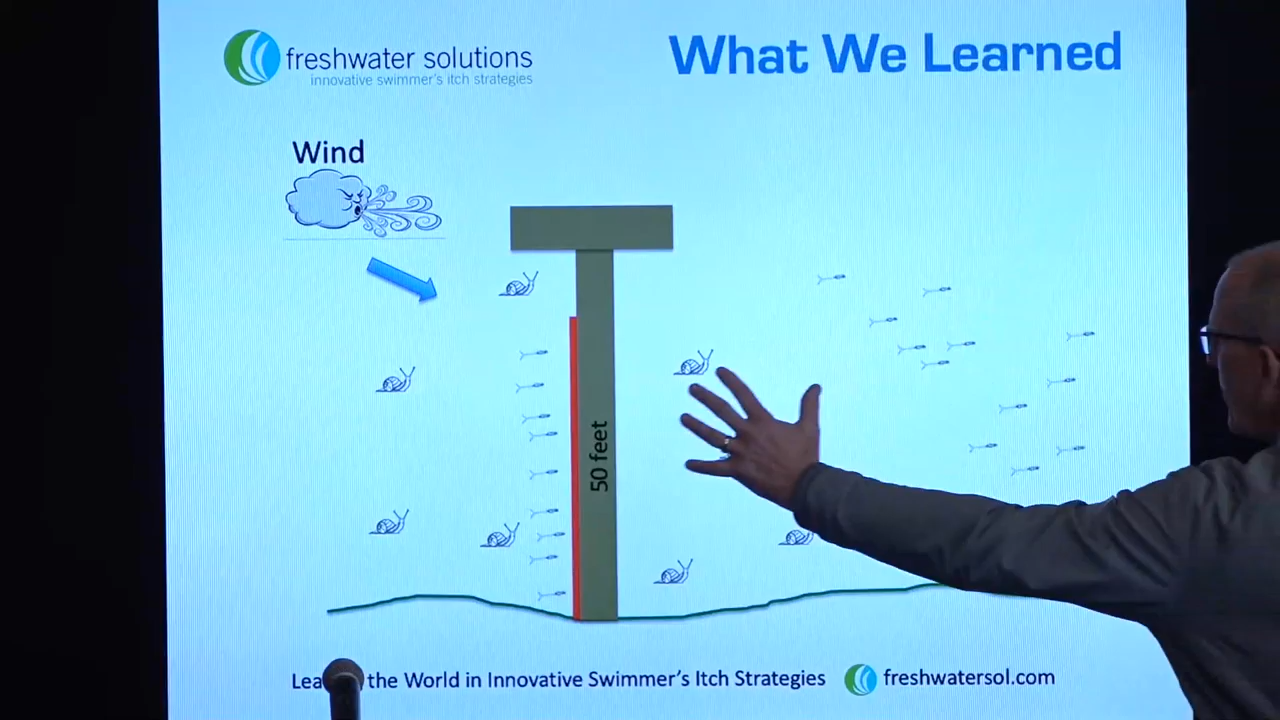 freshwater solutions
innovative swimmer's itch strategies
What We Learned
Wind
50 feet
the World in Innovative Swimmer's Itch Strategies
freshwatersol.com